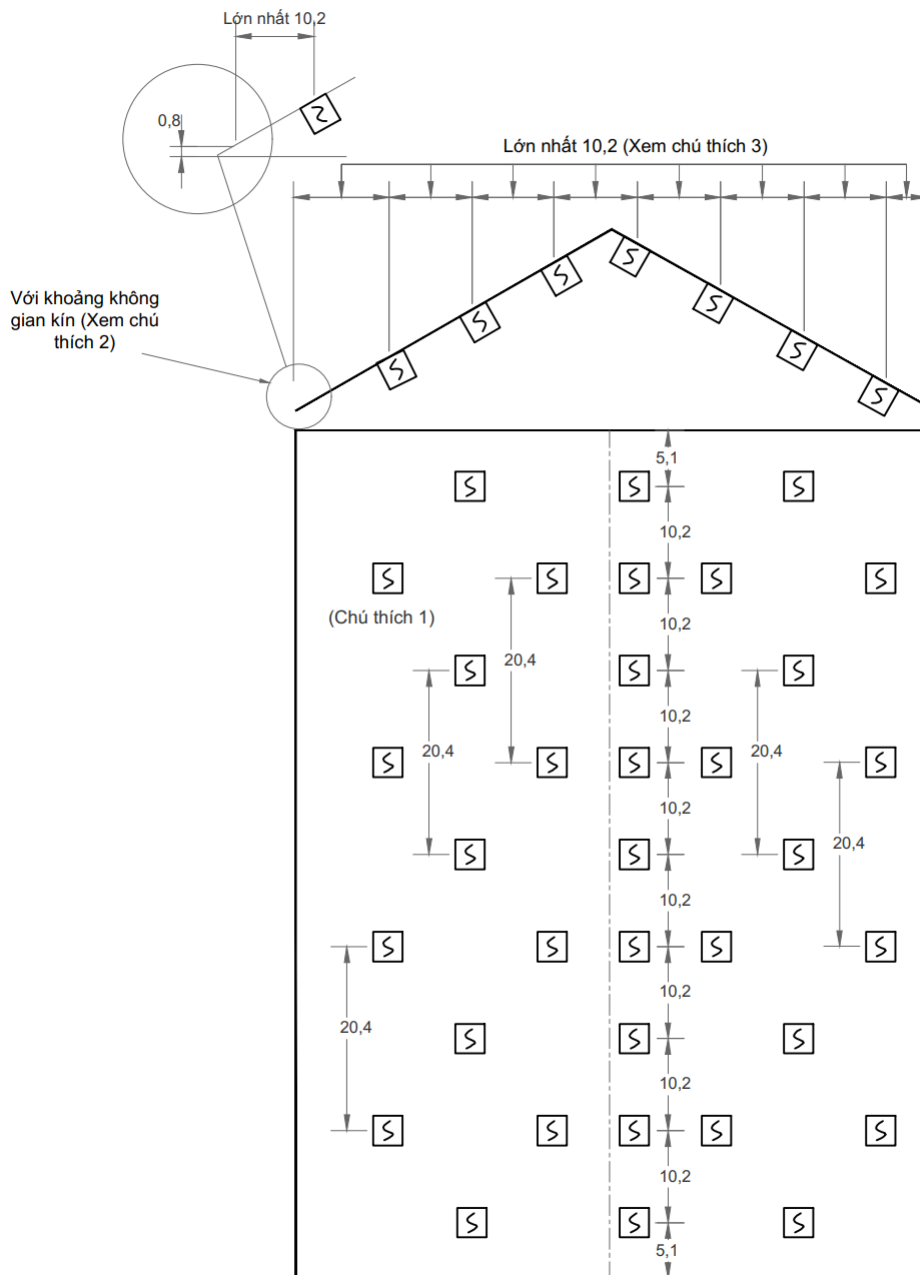 Lớn nhất 10,2
0,8
Lớn nhất 10,2 (Xem chú thích 3)
S
S S S S S S S S
Với khoảng không
gian kín (Xem chú
thích 2)
5,1
S S S
10,2
S S S S S
(Chú thích 1)
10,2
20,4
S S S
10,2
20,4 20,4
S S S S S
10,2
20,4
S S S
10,2
S S S S S
10,2
20,4
S S S
10,2
S S S S S
10,2
S S S
5,1